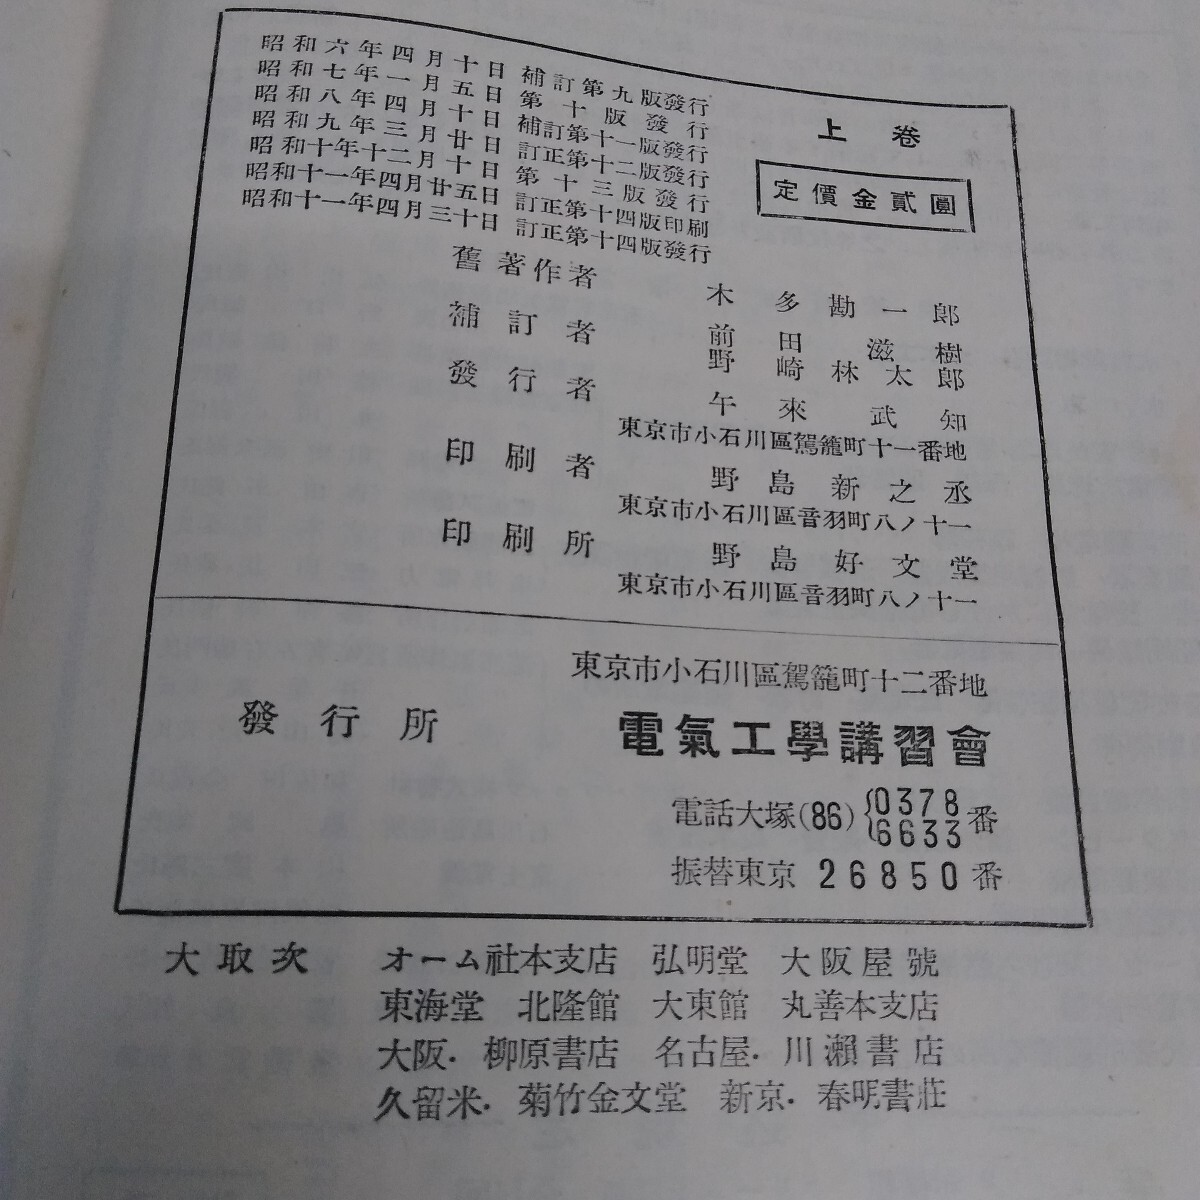 昭和六年四月十日 補訂第九版發行
昭和七年一月五日 第十版發行
昭和八年四月十日 補訂第十一版發行
昭和九年三月廿日 訂正第十二版發行
昭和十年十二月十日 第十三版發行
昭和十一年四月廿五日 訂正第十四版印刷
昭和十一年四月三十日 訂正第十四版發行
上卷
定價金貳圓
舊著作者 木多勘一郎
補訂者 前田滋樹
野崎林太郎
發行者 午來武知
東京市小石川區駕籠町十一番地
印刷者 野島新之丞
東京市小石川區音羽町八ノ十一
印刷所 野島好文堂
東京市小石川區音羽町八ノ十一
東京市小石川區駕籠町十二番地
發行所 電氣工學講習會
電話大塚(86){0378 6633番
振替東京 26850番
大取次 オーム社本支店 弘明堂 大阪屋號
東海堂 北隆館 大東館 丸善本支店
大阪・柳原書店 名古屋・川瀨書店
久留米・菊竹金文堂 新京・春明書莊